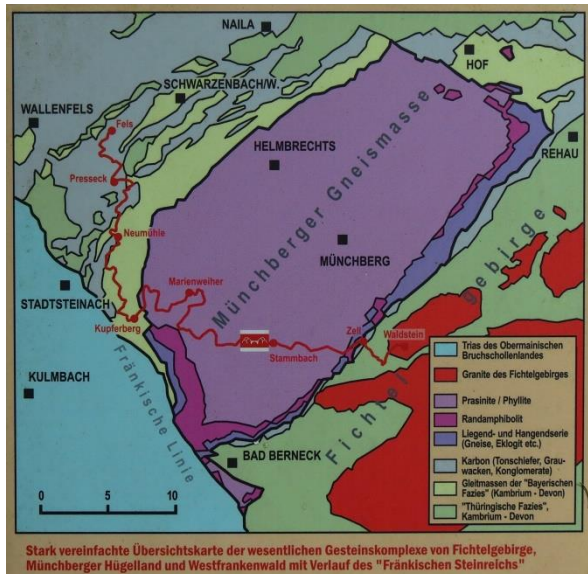 NAILA
HOF
SCHWARZENBACH/W.
WALLENFELS
Fels
REHAU
HELMBRECHTS
Presseck
Münchberger Gneismasse
Neumühle
MÜNCHBERG
Marienweiher
STADTSTEINACH
Kupferberg
Zell
Waldstein
Stammbach
Fränkische Linie
KULMBACH
Fichtelgebirge
BAD BERNECK
0 5 10
Trias des Obermainischen
Bruchschollenlandes
Granite des Fichtelgebirges
Prasinite / Phyllite
Randamphibolit
Liegend- und Hangendserie
(Gneise, Eklogit etc.)
Karbon (Tonschiefer, Grau-
wacken, Konglomerate)
Gleitmassen der "Bayerischen
Fazies" (Kambrium - Devon)
"Thüringische Fazies",
Kambrium - Devon
Stark vereinfachte Übersichtskarte der wesentlichen Gesteinskomplexe von Fichtelgebirge,
Münchberger Hügelland und Westfrankenwald mit Verlauf des "Fränkischen Steinreichs"